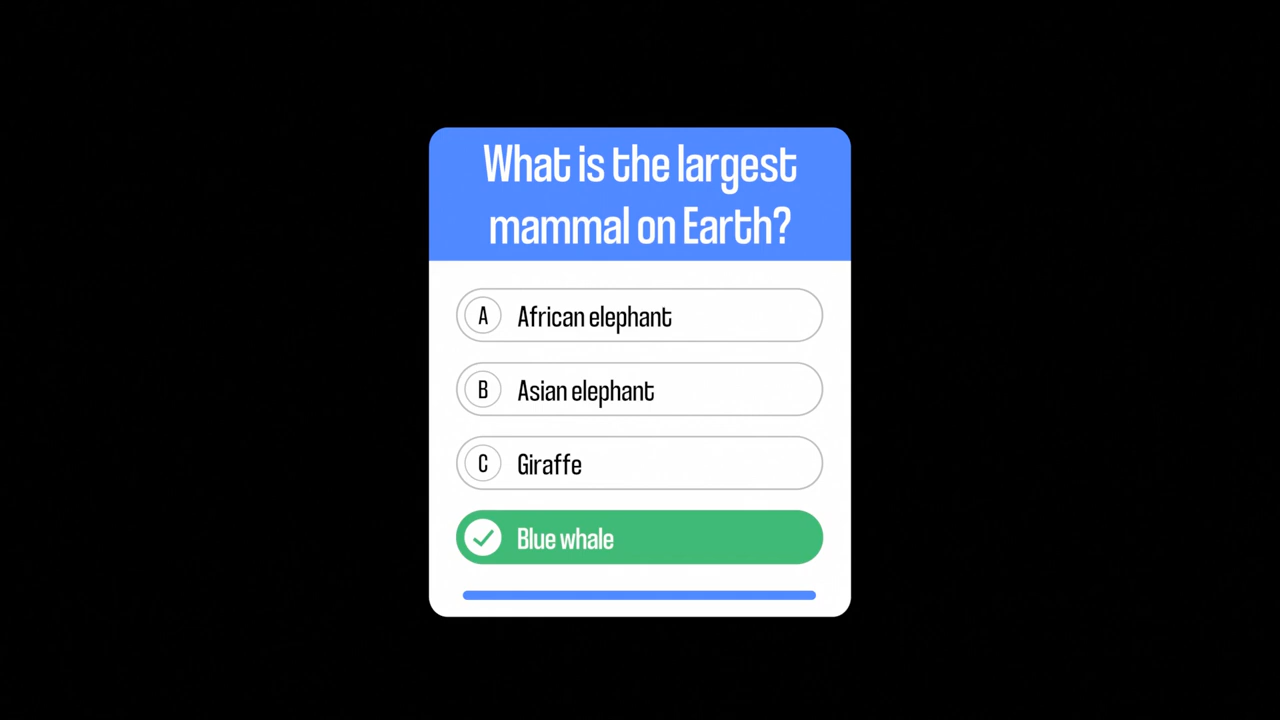 What is the largest
mammal on Earth?
A African elephant
B Asian elephant
C Giraffe
Blue whale